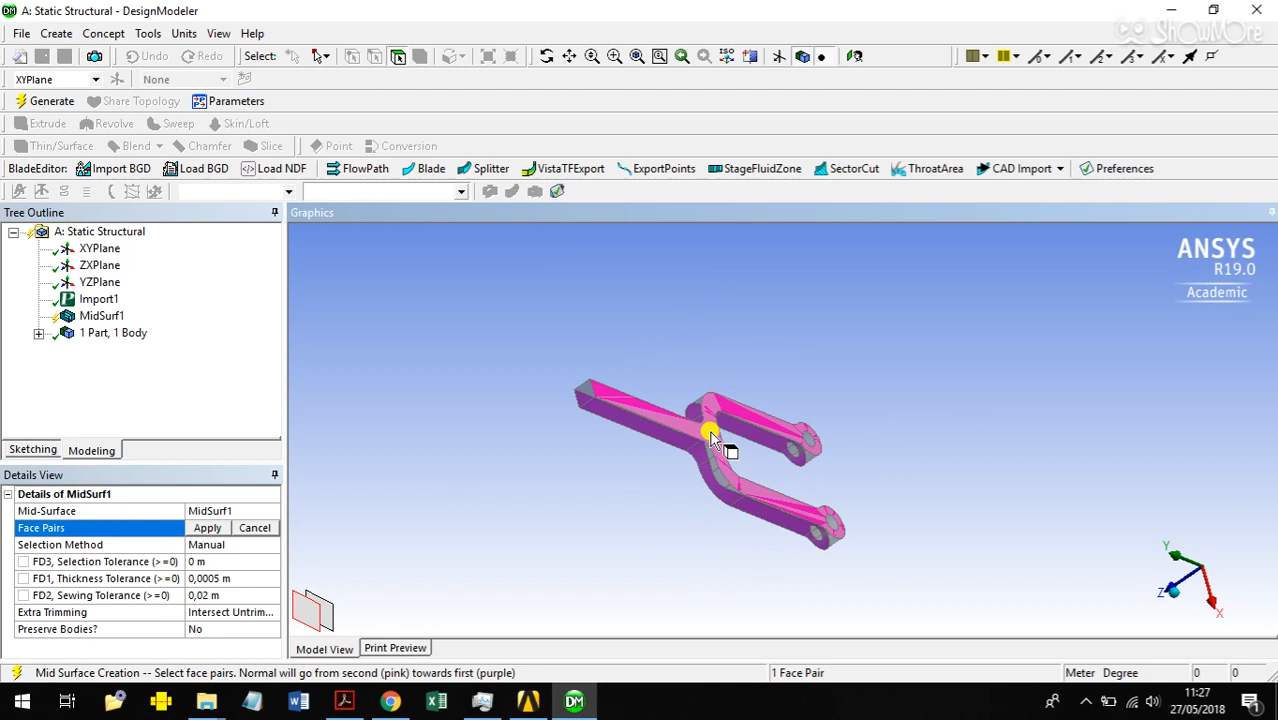 A: Static Structural - DesignModeler
ShowMore
File Create Concept Tools Units View Help
Undo Redo Select: ISO
XYPlane None
Generate Share Topology Parameters
Extrude Revolve Sweep Skin/Loft
Thin/Surface Blend Chamfer Slice Point Conversion
BladeEditor: Import BGD Load BGD Load NDF FlowPath Blade Splitter VistaTFExport ExportPoints StageFluidZone SectorCut ThroatArea CAD Import Preferences
Tree Outline
A: Static Structural
XYPlane
ZXPlane
YZPlane
Import1
MidSurf1
1 Part, 1 Body
Sketching Modeling
Details View
Details of MidSurf1
Mid-Surface MidSurf1
Face Pairs Apply Cancel
Selection Method Manual
FD3, Selection Tolerance (>=0) 0 m
FD1, Thickness Tolerance (>=0) 0,0005 m
FD2, Sewing Tolerance (>=0) 0,02 m
Extra Trimming Intersect Untrim...
Preserve Bodies? No
Graphics
ANSYS
R19.0
Academic
Y
Z
X
Model View Print Preview
Mid Surface Creation -- Select face pairs. Normal will go from second (pink) towards first (purple) 1 Face Pair Meter Degree 0 0
11:27
27/05/2018